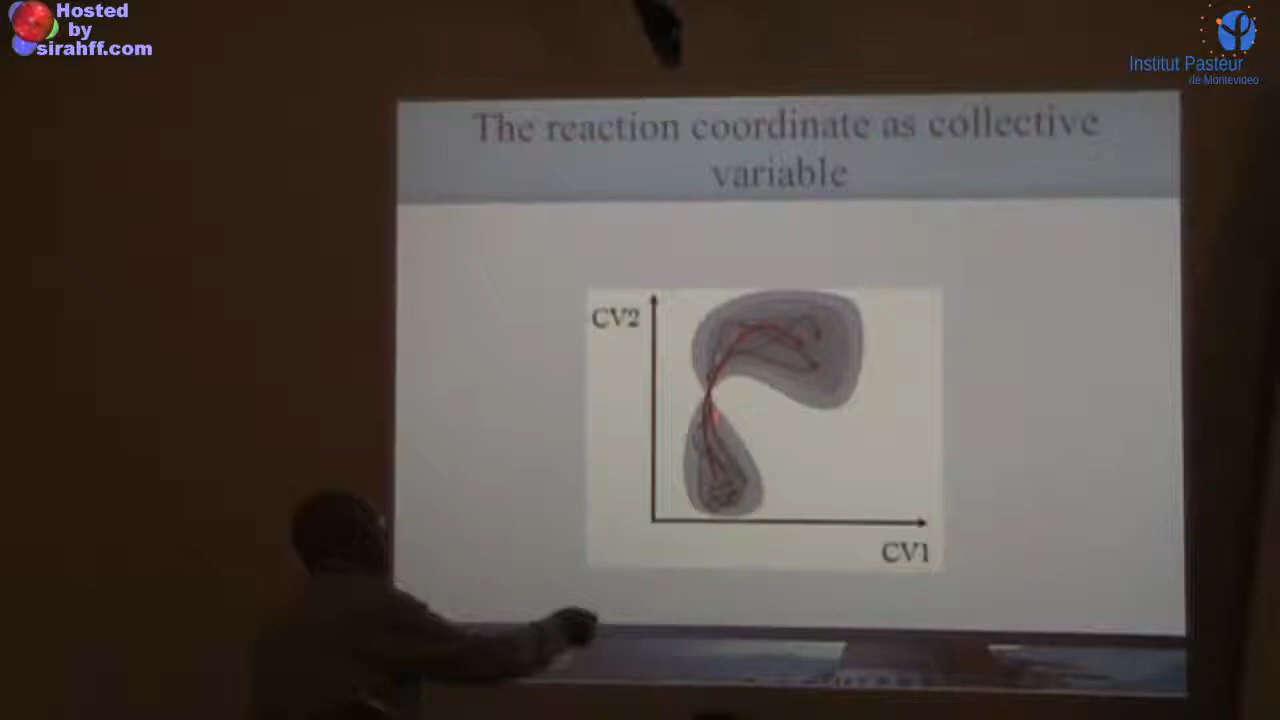 Hosted
by
sirahff.com
Institut Pasteur
de Montevideo
The reaction coordinate as collective
variable
CV2
CV1